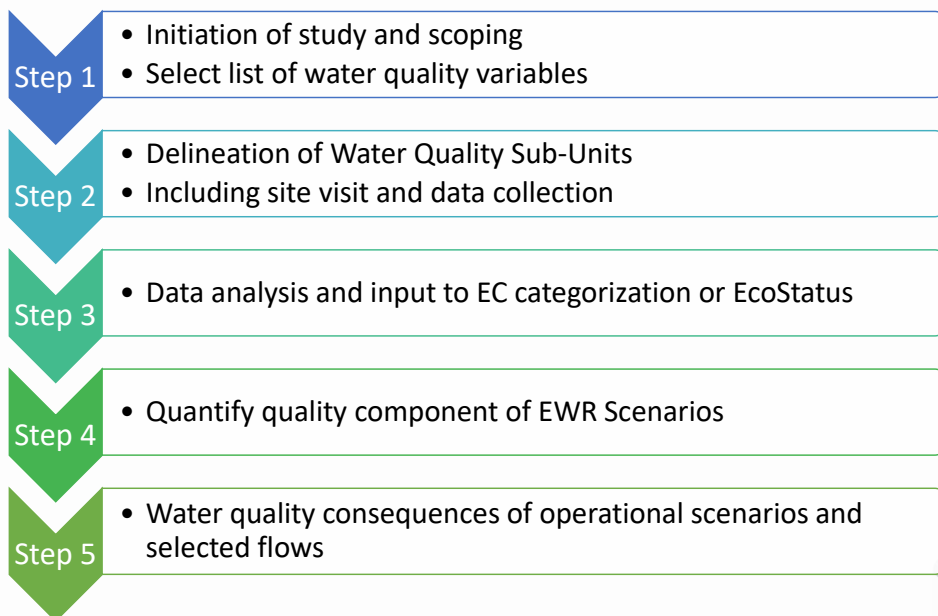 Step 1
• Initiation of study and scoping
• Select list of water quality variables
Step 2
• Delineation of Water Quality Sub-Units
• Including site visit and data collection
Step 3
• Data analysis and input to EC categorization or EcoStatus
Step 4
• Quantify quality component of EWR Scenarios
Step 5
• Water quality consequences of operational scenarios and
selected flows